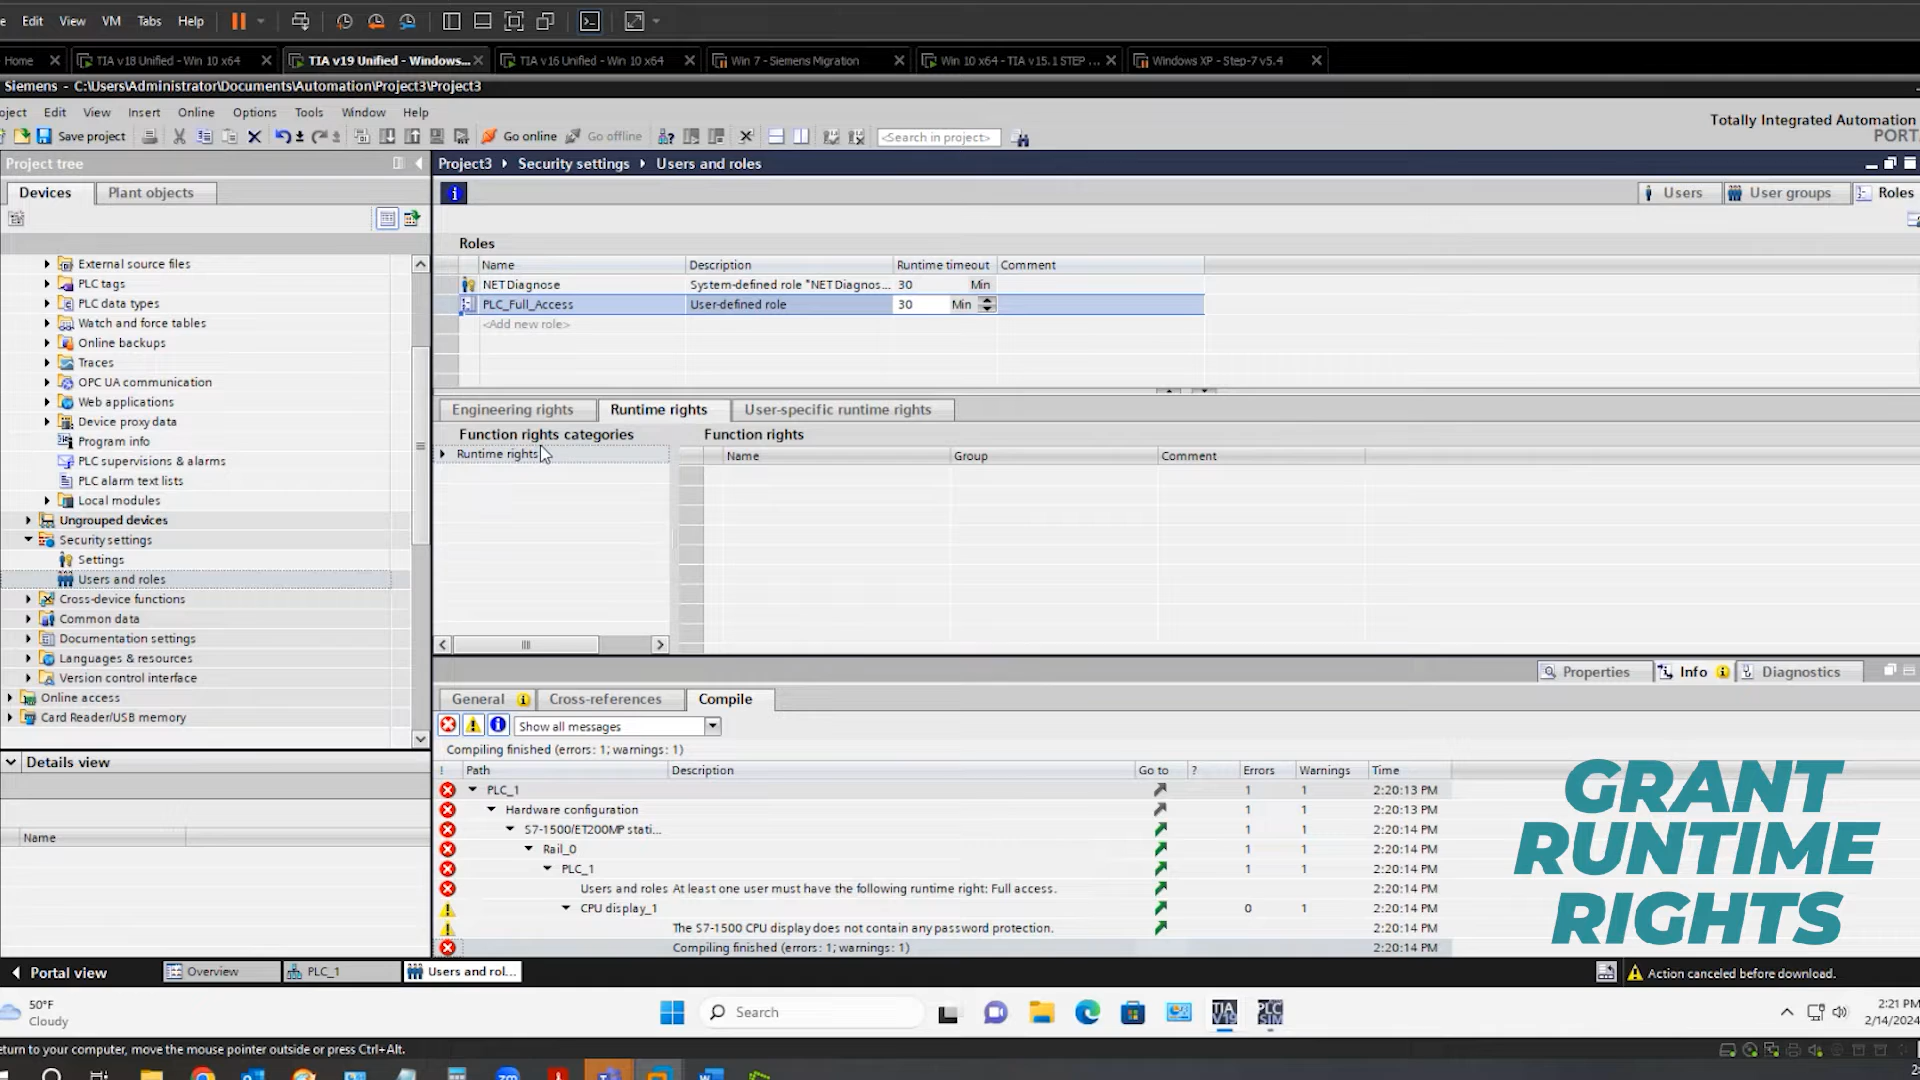 Edit View VM Tabs Help
Home TIA v18 Unified - Win 10 x64 TIA v19 Unified - Windows... TIA v16 Unified - Win 10 x64 Win 7 - Siemens Migration Win 10 x64 - TIA v15.1 STEP ... Windows XP - Step-7 v5.4
Siemens - C:\Users\Administrator\Documents\Automation\Project3\Project3
oject Edit View Insert Online Options Tools Window Help
Save project Go online Go offline <Search in project>
Totally Integrated Automation
PORT
Project tree
Project3 Security settings Users and roles
Devices Plant objects
Users User groups Roles
External source files
PLC tags
PLC data types
Watch and force tables
Online backups
Traces
OPC UA communication
Web applications
Device proxy data
Program info
PLC supervisions & alarms
PLC alarm text lists
Local modules
Ungrouped devices
Security settings
Settings
Users and roles
Cross-device functions
Common data
Documentation settings
Languages & resources
Version control interface
Online access
Card Reader/USB memory
Details view
Name
Roles
Name Description Runtime timeout Comment
NET Diagnose System-defined role "NET Diagnos... 30 Min
PLC_Full_Access User-defined role 30 Min
<Add new role>
Engineering rights Runtime rights User-specific runtime rights
Function rights categories Function rights
Runtime rights Name Group Comment
Properties Info Diagnostics
General Cross-references Compile
Show all messages
Compiling finished (errors: 1; warnings: 1)
! Path Description Go to ? Errors Warnings Time
PLC_1 1 1 2:20:13 PM
Hardware configuration 1 1 2:20:13 PM
S7-1500/ET200MP stati... 1 1 2:20:14 PM
Rail_0 1 1 2:20:14 PM
PLC_1 1 1 2:20:14 PM
Users and roles At least one user must have the following runtime right: Full access. 2:20:14 PM
CPU display_1 0 1 2:20:14 PM
The S7-1500 CPU display does not contain any password protection. 2:20:14 PM
Compiling finished (errors: 1; warnings: 1) 2:20:14 PM
GRANT
RUNTIME
RIGHTS
Portal view Overview PLC_1 Users and rol...
Action canceled before download.
50°F
Cloudy
Search
TIA
V19
PLC
SIM
2:21 PM
2/14/2024
eturn to your computer, move the mouse pointer outside or press Ctrl+Alt.